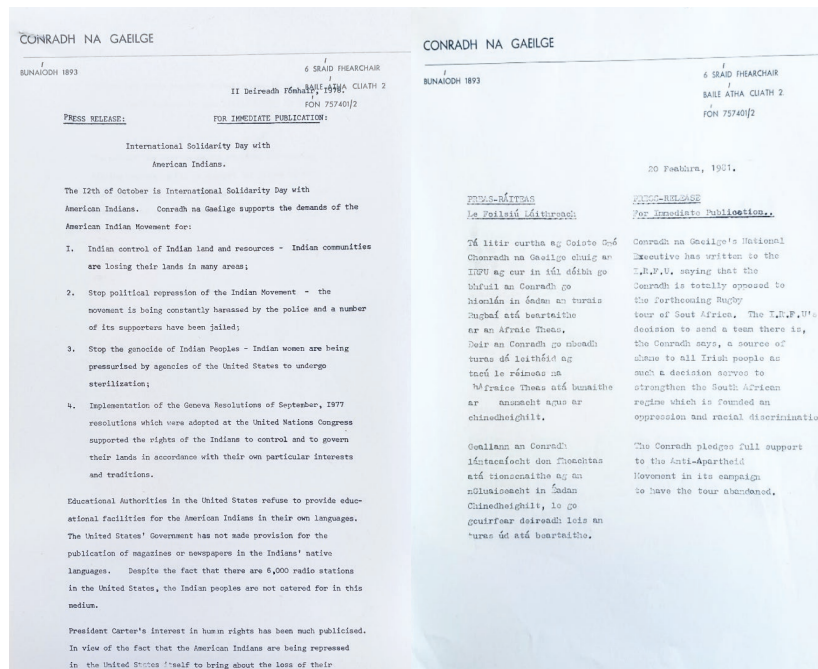 CONRADH NA GAEILGE
BUNAIODH 1893
6 SRAID FHEARCHAIR
BAILE ATHA CLIATH 2
FON 757401/2
II Deireadh Fómhair, 1978.
PRESS RELEASE:
FOR IMMEDIATE PUBLICATION:
International Solidarity Day with
American Indians.
The I2th of October is International Solidarity Day with
American Indians. Conradh na Gaeilge supports the demands of the
American Indian Movement for:
I. Indian control of Indian land and resources - Indian communities
are losing their lands in many areas;
2. Stop political repression of the Indian Movement - the
movement is being constantly harassed by the police and a number
of its supporters have been jailed;
3. Stop the genocide of Indian Peoples - Indian women are being
pressurised by agencies of the United States to undergo
sterilization;
4. Implementation of the Geneva Resolutions of September, I977
resolutions which were adopted at the United Nations Congress
supported the rights of the Indians to control and to govern
their lands in accordance with their own particular interests
and traditions.
Educational Authorities in the United States refuse to provide educ-
ational facilities for the American Indians in their own languages.
The United States' Government has not made provision for the
publication of magazines or newspapers in the Indians' native
languages. Despite the fact that there are 6,000 radio stations
in the United States, the Indian peoples are not catered for in this
medium.
President Carter's interest in human rights has been much publicised.
In view of the fact that the American Indians are being repressed
in the United States itself to bring about the loss of their
CONRADH NA GAEILGE
BUNAIODH 1893
6 SRAID FHEARCHAIR
BAILE ATHA CLIATH 2
FON 757401/2
20 Feabhra, 1981.
PREAS-RÁITEAS
Le Foilsiú Láithreach
Tá litir curtha ag Coiste Gnó
Chonradh na Gaeilge chuig an
IRFU ag cur in iúl dóibh go
bhfuil an Conradh go
hiomlán in éadan an turais
Rugbaí atá beartaithe
ar an Afraic Theas.
Deir an Conradh go mbeadh
turas dá leithéid ag
tacú le réimeas na
hAfraice Theas atá bunaithe
ar ansmacht agus ar
chinedheighilt.
Geallann an Conradh
lántacaíocht don fheachtas
atá tionscnaithe ag an
nGluaiseacht in Éadan
Chinedheighilt, le go
gcuirfear deireadh leis an
turas úd atá beartaithe.
PRESS-RELEASE
For Immediate Publication..
Conradh na Gaeilge's National
Executive has written to the
I.R.F.U. saying that the
Conradh is totally opposed to
the forthcoming Rugby
tour of Sout Africa. The I.R.F.U's
decision to send a team there is,
the Conradh says, a source of
shame to all Irish people as
such a decision serves to
strengthen the South African
regime which is founded an
oppression and racial discriminatio
The Conradh pledges full support
to the Anti-Apartheid
Movement in its campaign
to have the tour abandoned.